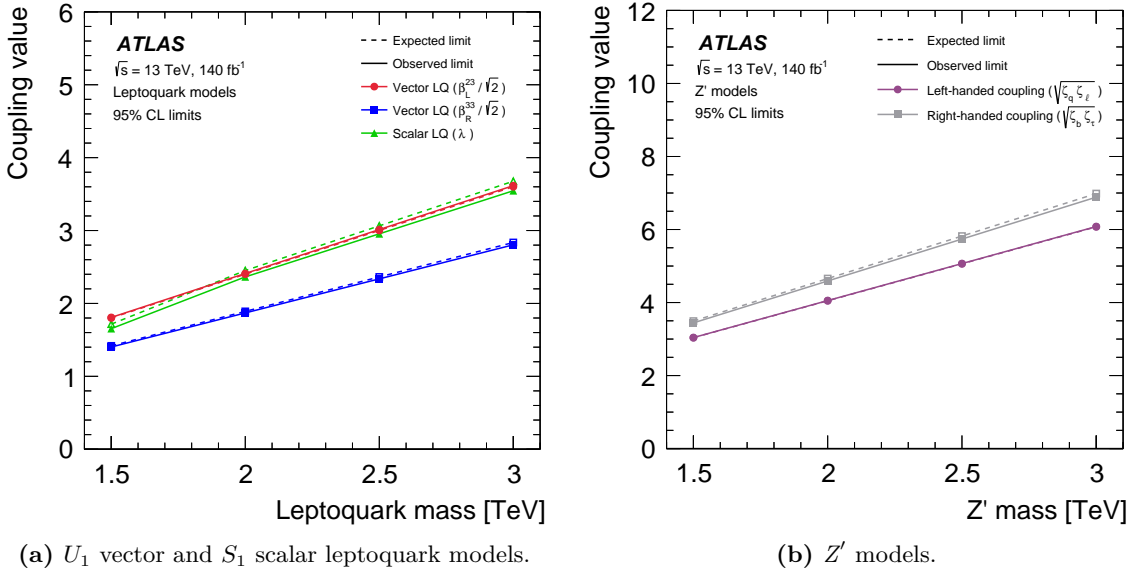 Coupling value
6
5
4
3
2
1
0
ATLAS
√s = 13 TeV, 140 fb⁻¹
Leptoquark models
95% CL limits
Expected limit
Observed limit
Vector LQ (β_L^23/√2)
Vector LQ (β_R^33/√2)
Scalar LQ (λ)
1.5 2 2.5 3
Leptoquark mass [TeV]
(a) U₁ vector and S₁ scalar leptoquark models.
Coupling value
12
10
8
6
4
2
0
ATLAS
√s = 13 TeV, 140 fb⁻¹
Z' models
95% CL limits
Expected limit
Observed limit
Left-handed coupling (√ζ_q ζ_ℓ)
Right-handed coupling (√ζ_b ζ_τ)
1.5 2 2.5 3
Z' mass [TeV]
(b) Z′ models.